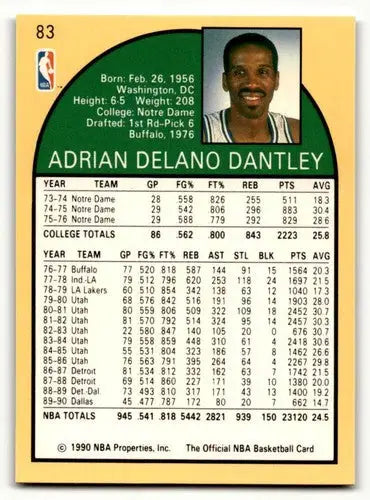 83
NBA
Born: Feb. 26, 1956
Washington, DC
Height: 6-5 Weight: 208
College: Notre Dame
Drafted: 1st Rd-Pick 6
Buffalo, 1976
ADRIAN DELANO DANTLEY
YEAR TEAM GP FG% FT% REB PTS AVG
73-74 Notre Dame 28 .558 .826 255 511 18.3
74-75 Notre Dame 29 .542 .806 296 883 30.4
75-76 Notre Dame 29 .588 .779 292 829 28.6
COLLEGE TOTALS 86 .562 .800 843 2223 25.8
YEAR TEAM GP FG% FT% REB AST STL BLK PTS AVG
76-77 Buffalo 77 .520 .818 587 144 91 15 1564 20.3
77-78 Ind.-LA 79 .512 .796 620 253 118 24 1697 21.5
78-79 LA Lakers 60 .510 .854 342 138 63 12 1040 17.3
79-80 Utah 68 .576 .842 516 191 96 14 1903 28.0
80-81 Utah 80 .559 .806 509 322 109 18 2452 30.7
81-82 Utah 81 .570 .792 514 324 95 14 2457 30.3
82-83 Utah 22 .580 .847 140 105 20 0 676 30.7
83-84 Utah 79 .558 .859 448 310 61 4 2418 30.6
84-85 Utah 55 .531 .804 323 186 57 8 1462 26.6
85-86 Utah 76 .563 .791 395 264 64 4 2267 29.8
86-87 Detroit 81 .534 .812 332 162 63 7 1742 21.5
87-88 Detroit 69 .514 .860 227 171 39 10 1380 20.0
88-89 Det.-Dal. 73 .493 .810 317 171 43 13 1400 19.2
89-90 Dallas 45 .477 .787 172 80 20 7 662 14.7
NBA TOTALS 945 .541 .818 5442 2821 939 150 23120 24.5
© 1990 NBA Properties, Inc. The Official NBA Basketball Card